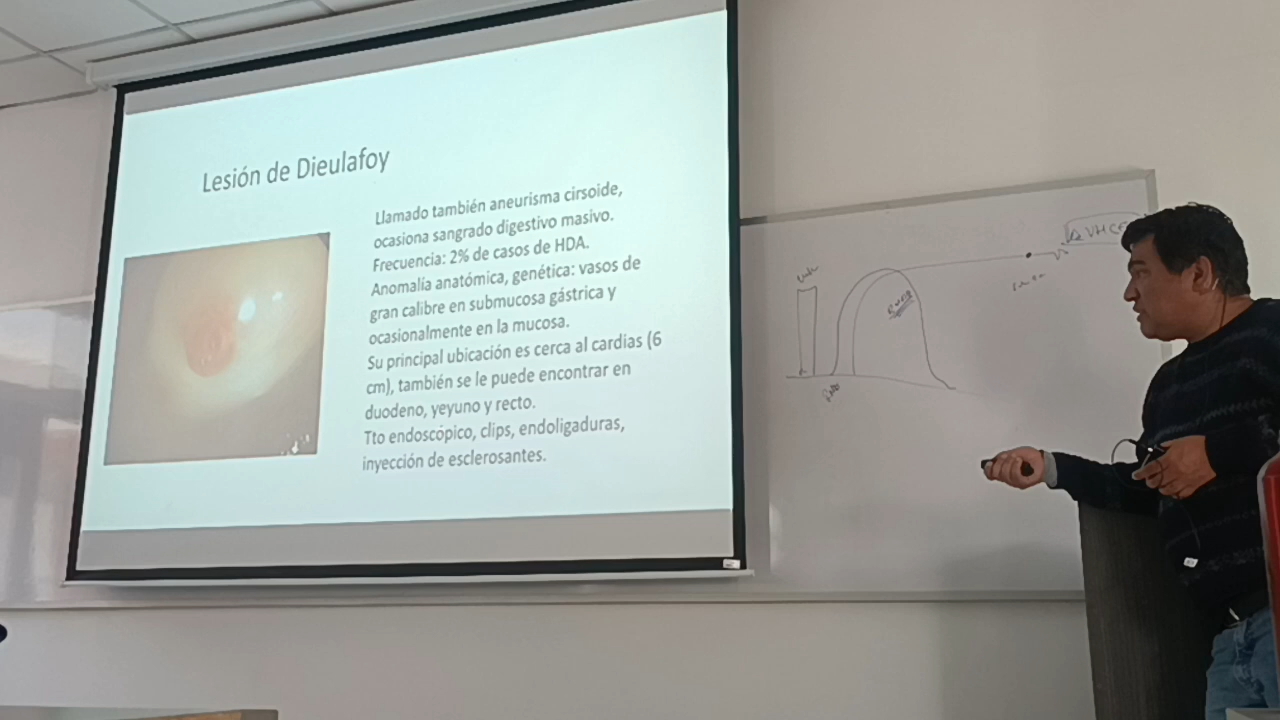 Lesión de Dieulafoy
Llamado también aneurisma cirsoide,
ocasiona sangrado digestivo masivo.
Frecuencia: 2% de casos de HDA.
Anomalía anatómica, genética: vasos de
gran calibre en submucosa gástrica y
ocasionalmente en la mucosa.
Su principal ubicación es cerca al cardias (6
cm), también se le puede encontrar en
duodeno, yeyuno y recto.
Tto endoscópico, clips, endoligaduras,
inyección de esclerosantes.